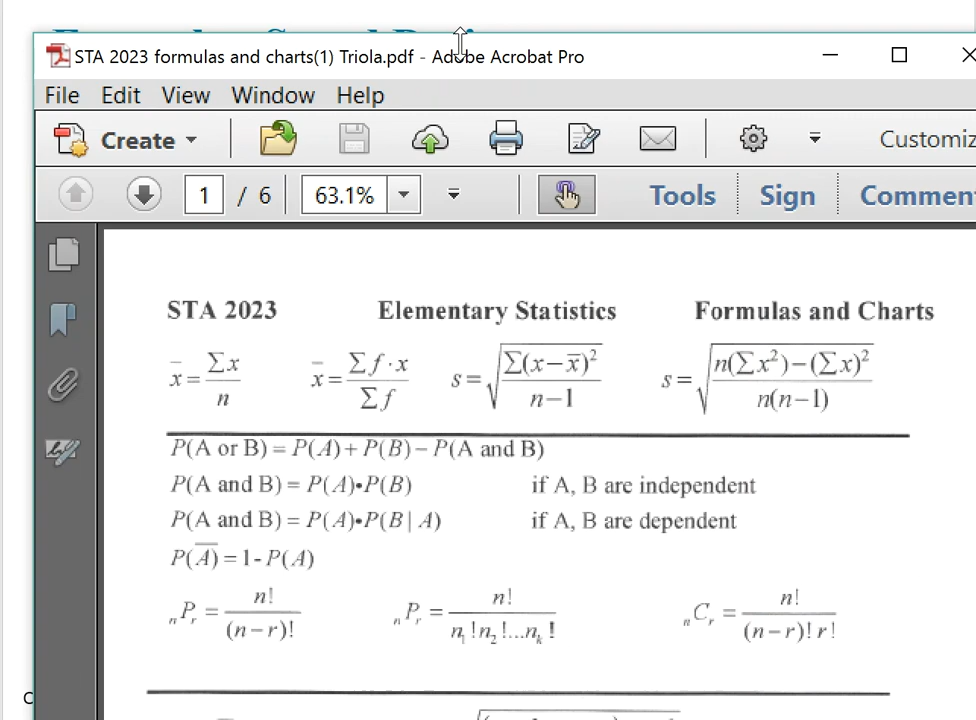 STA 2023 formulas and charts(1) Triola.pdf - Adobe Acrobat Pro
File Edit View Window Help
Create Customiz
1 / 6 63.1% Tools Sign Commen
STA 2023 Elementary Statistics Formulas and Charts
x̄ = Σx / n x̄ = Σf·x / Σf s = √(Σ(x−x̄)² / n−1) s = √(n(Σx²)−(Σx)² / n(n−1))
P(A or B) = P(A)+P(B)−P(A and B)
P(A and B) = P(A)•P(B) if A, B are independent
P(A and B) = P(A)•P(B|A) if A, B are dependent
P(A̅) = 1- P(A)
ₙPᵣ = n! / (n−r)! ₙPᵣ = n! / n₁!n₂!...nₖ! ₙCᵣ = n! / (n−r)! r!